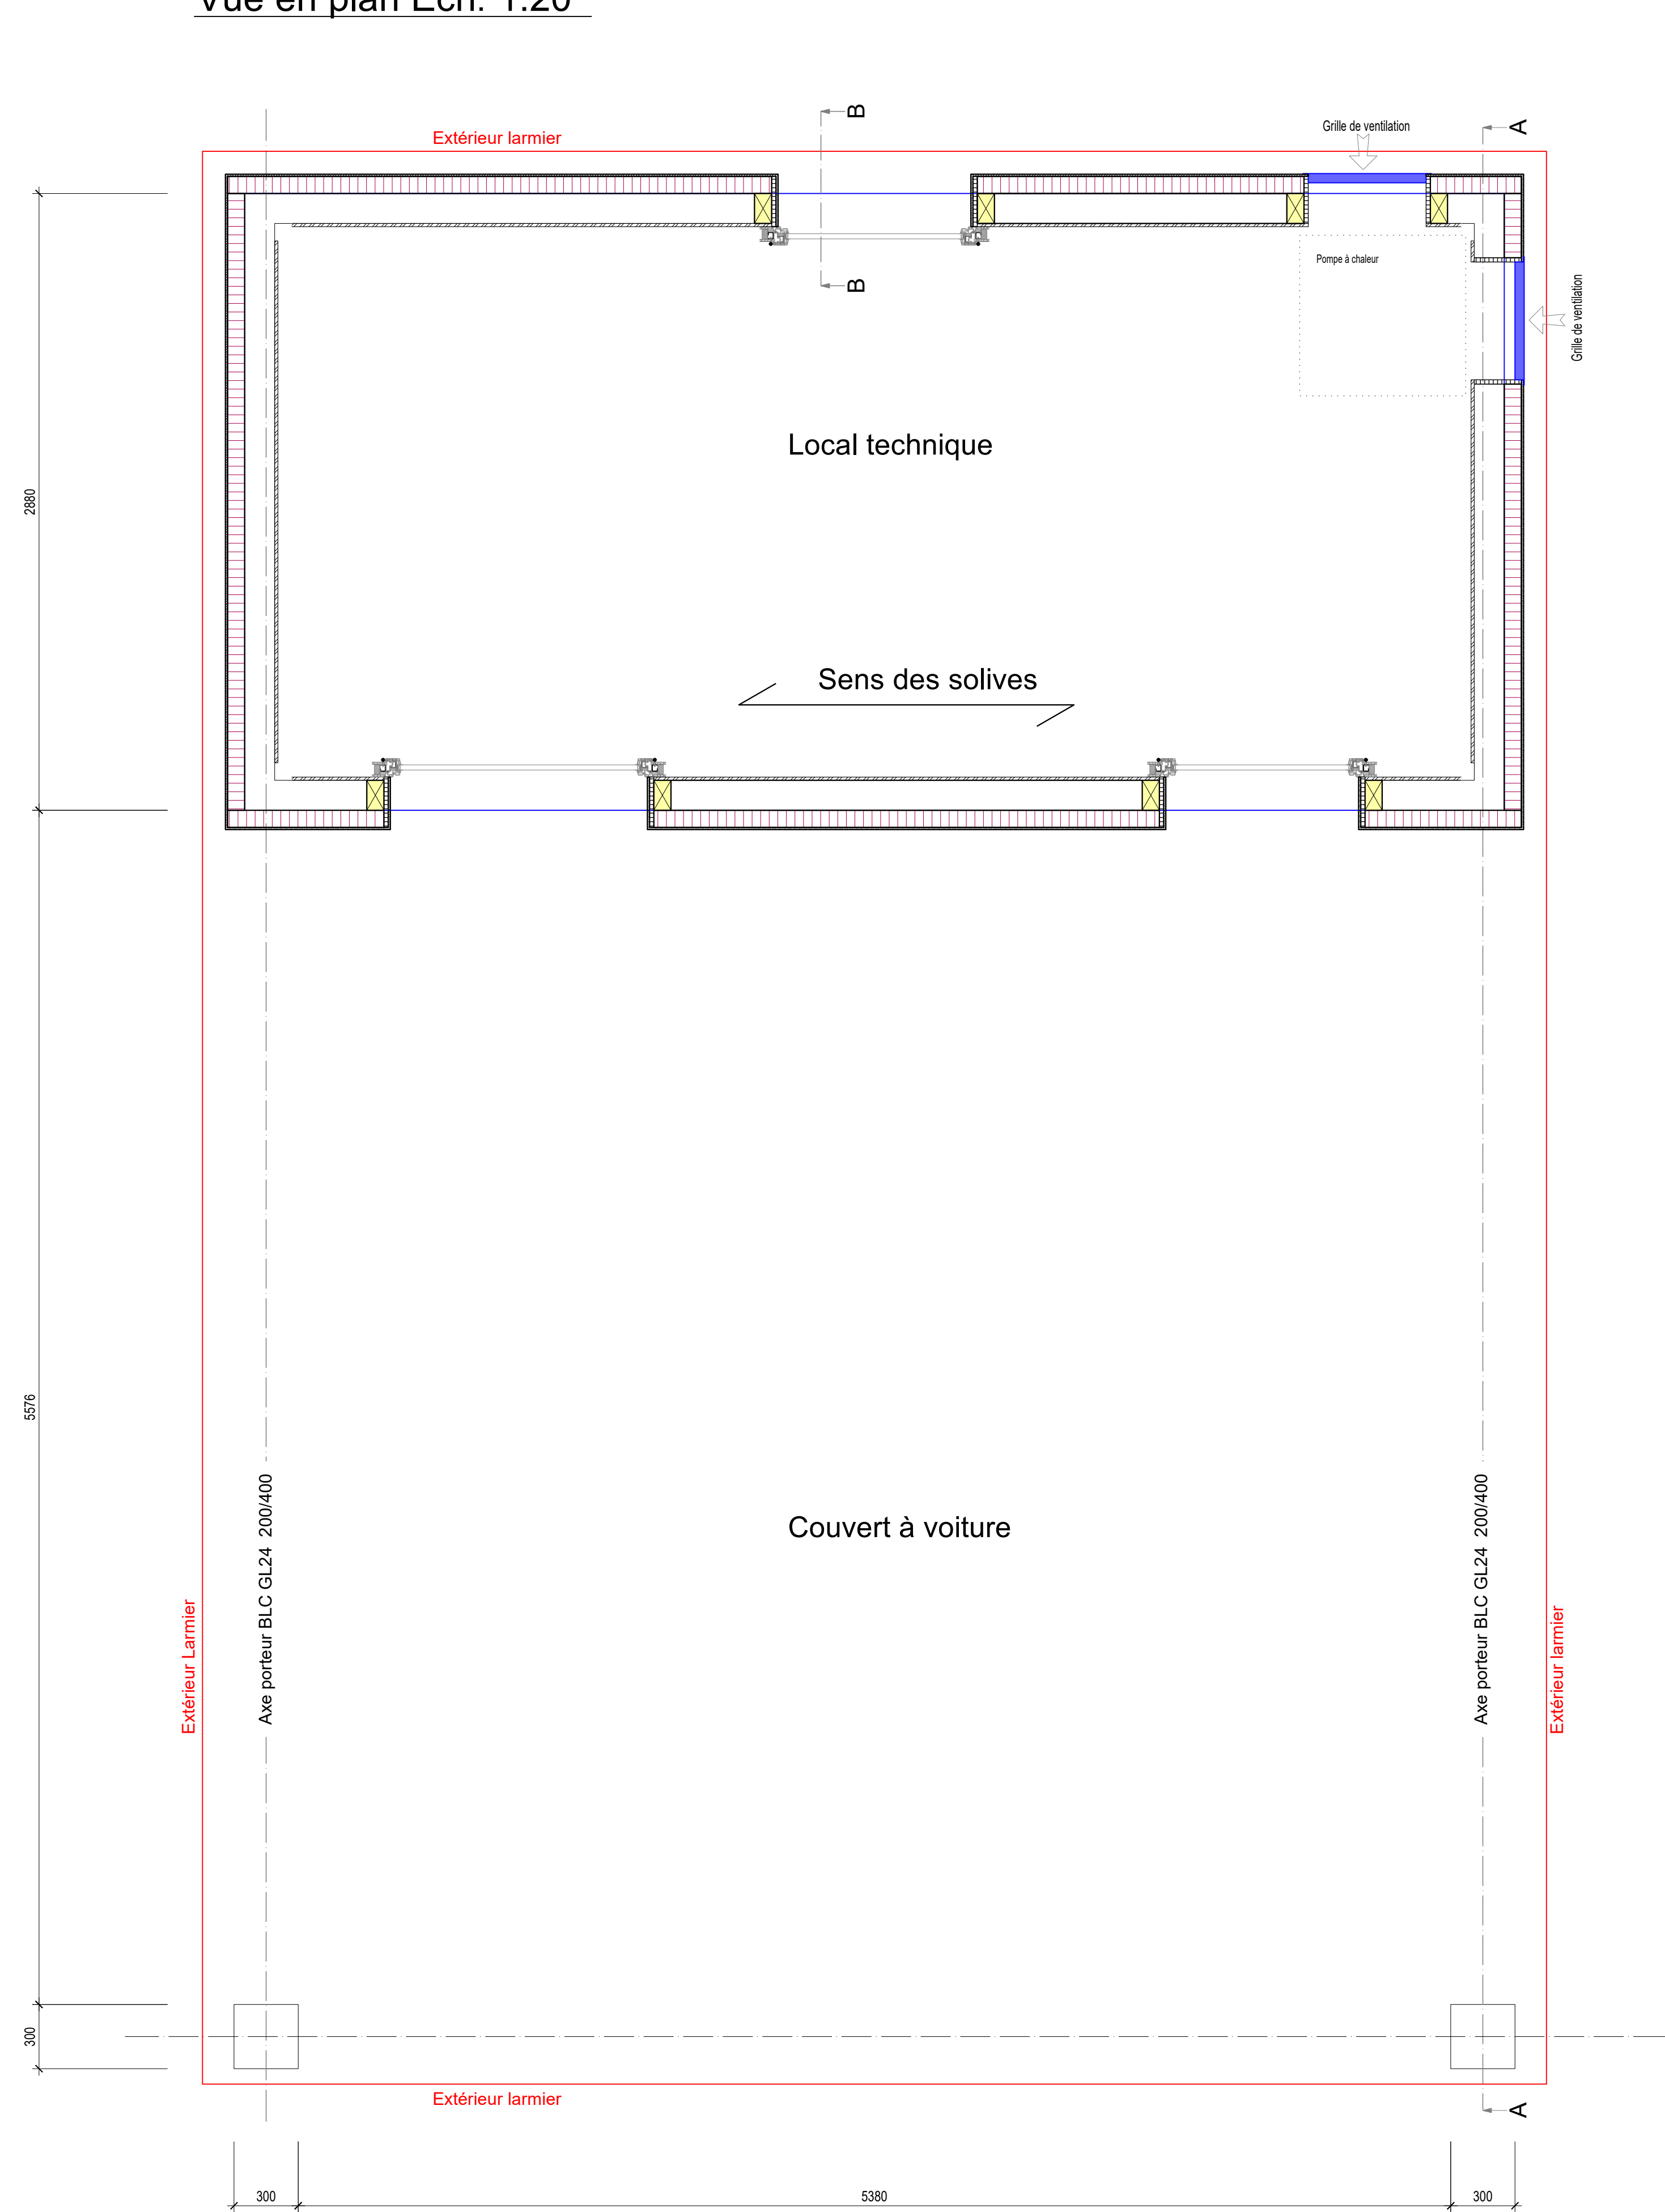 Vue en plan Ech. 1:20
B
Grille de ventilation
A
Extérieur larmier
Pompe à chaleur
B
Grille de ventilation
Local technique
2880
Sens des solives
5576
Couvert à voiture
Axe porteur BLC GL24 200/400
Axe porteur BLC GL24 200/400
Extérieur Larmier
Extérieur larmier
300
Extérieur larmier
A
300
5380
300